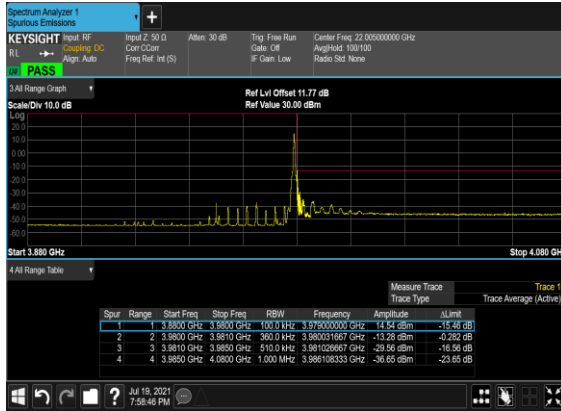 Spectrum Analyzer 1
Spurious Emissions
+
KEYSIGHT Input: RF Input Z: 50 Ω Atten: 30 dB Trig: Free Run Center Freq: 22.005000000 GHz
RL Coupling: DC Corr CCorr Gate: Off Avg|Hold: 100/100
Align: Auto Freq Ref: Int (S) IF Gain: Low Radio Std: None
PASS
3 All Range Graph
Ref Lvl Offset 11.77 dB
Scale/Div 10.0 dB Ref Value 30.00 dBm
Log
20.0
10.0
0.00
-10.0
-20.0
-30.0
-40.0
-50.0
-60.0
Start 3.880 GHz Stop 4.080 GH
4 All Range Table
Measure Trace Trace 1
Trace Type Trace Average (Active)
Spur Range Start Freq Stop Freq RBW Frequency Amplitude ΔLimit
1 1 3.8800 GHz 3.9800 GHz 100.0 kHz 3.979000000 GHz 14.54 dBm -15.46 dB
2 2 3.9800 GHz 3.9810 GHz 360.0 kHz 3.980031667 GHz -13.28 dBm -0.282 dB
3 3 3.9810 GHz 3.9850 GHz 510.0 kHz 3.981026667 GHz -29.56 dBm -16.56 dB
4 4 3.9850 GHz 4.0800 GHz 1.000 MHz 3.986108333 GHz -36.65 dBm -23.65 dB
? Jul 19, 2021
7:58:46 PM